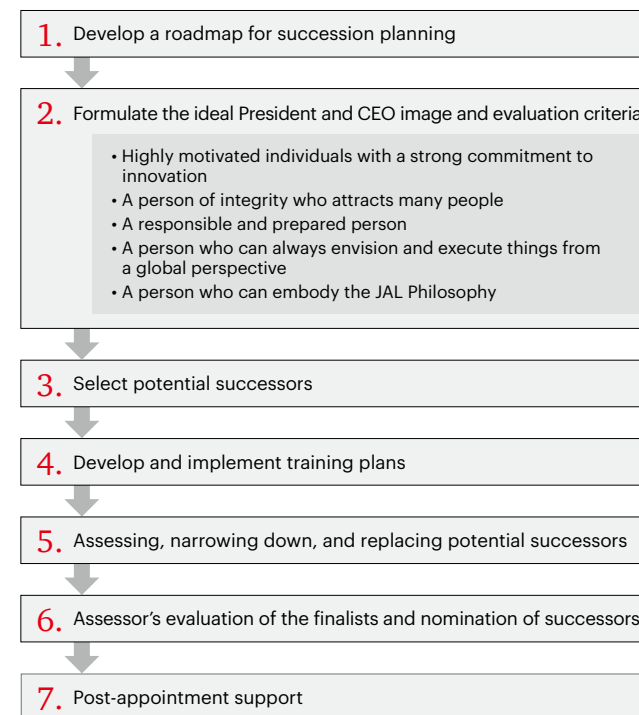 1. Develop a roadmap for succession planning
2. Formulate the ideal President and CEO image and evaluation criteria
• Highly motivated individuals with a strong commitment to
innovation
• A person of integrity who attracts many people
• A responsible and prepared person
• A person who can always envision and execute things from
a global perspective
• A person who can embody the JAL Philosophy
3. Select potential successors
4. Develop and implement training plans
5. Assessing, narrowing down, and replacing potential successors
6. Assessor’s evaluation of the finalists and nomination of successors
7. Post-appointment support